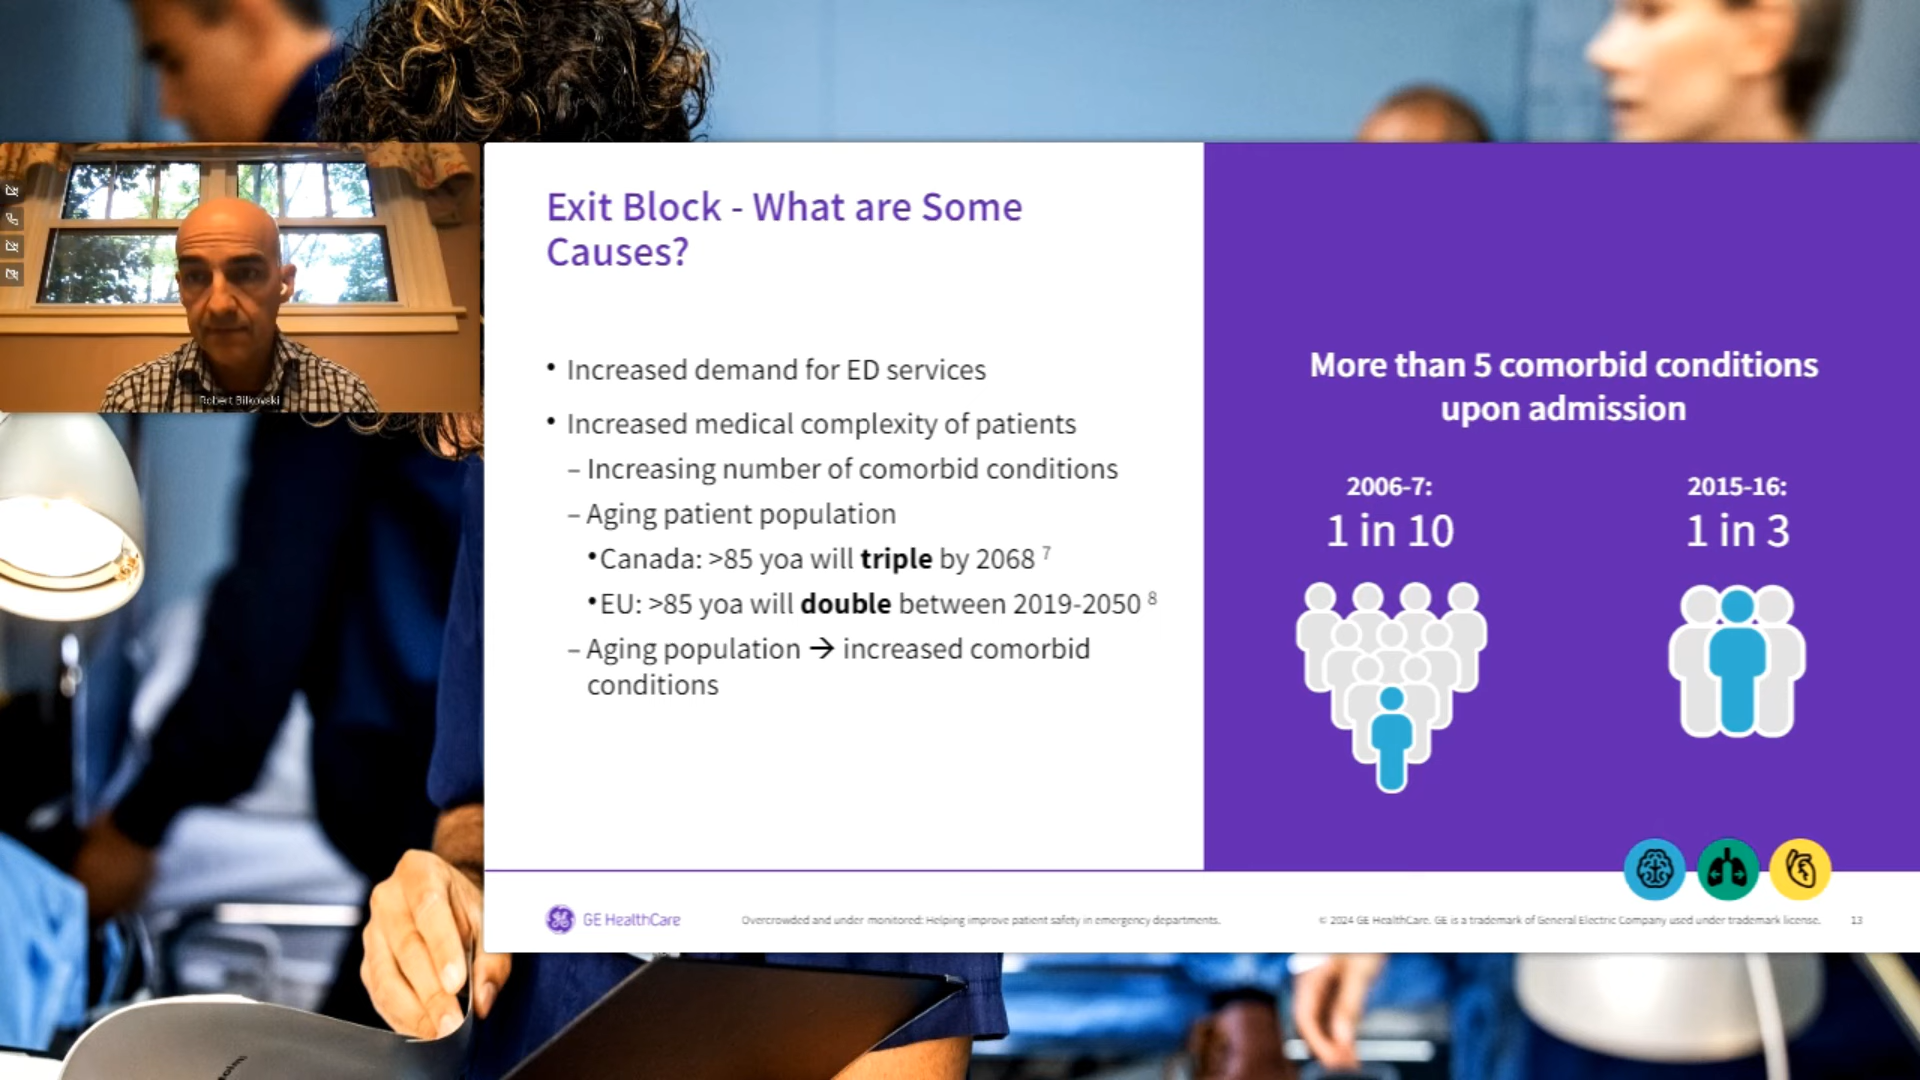 Exit Block - What are Some
Causes?
• Increased demand for ED services
• Increased medical complexity of patients
– Increasing number of comorbid conditions
– Aging patient population
•Canada: >85 yoa will triple by 2068 7
•EU: >85 yoa will double between 2019-2050 8
– Aging population → increased comorbid
conditions
More than 5 comorbid conditions
upon admission
2006-7:
1 in 10
2015-16:
1 in 3
Robert Bilkovski
GE HealthCare
Overcrowded and under monitored: Helping improve patient safety in emergency departments.
© 2024 GE HealthCare. GE is a trademark of General Electric Company used under trademark license.
13